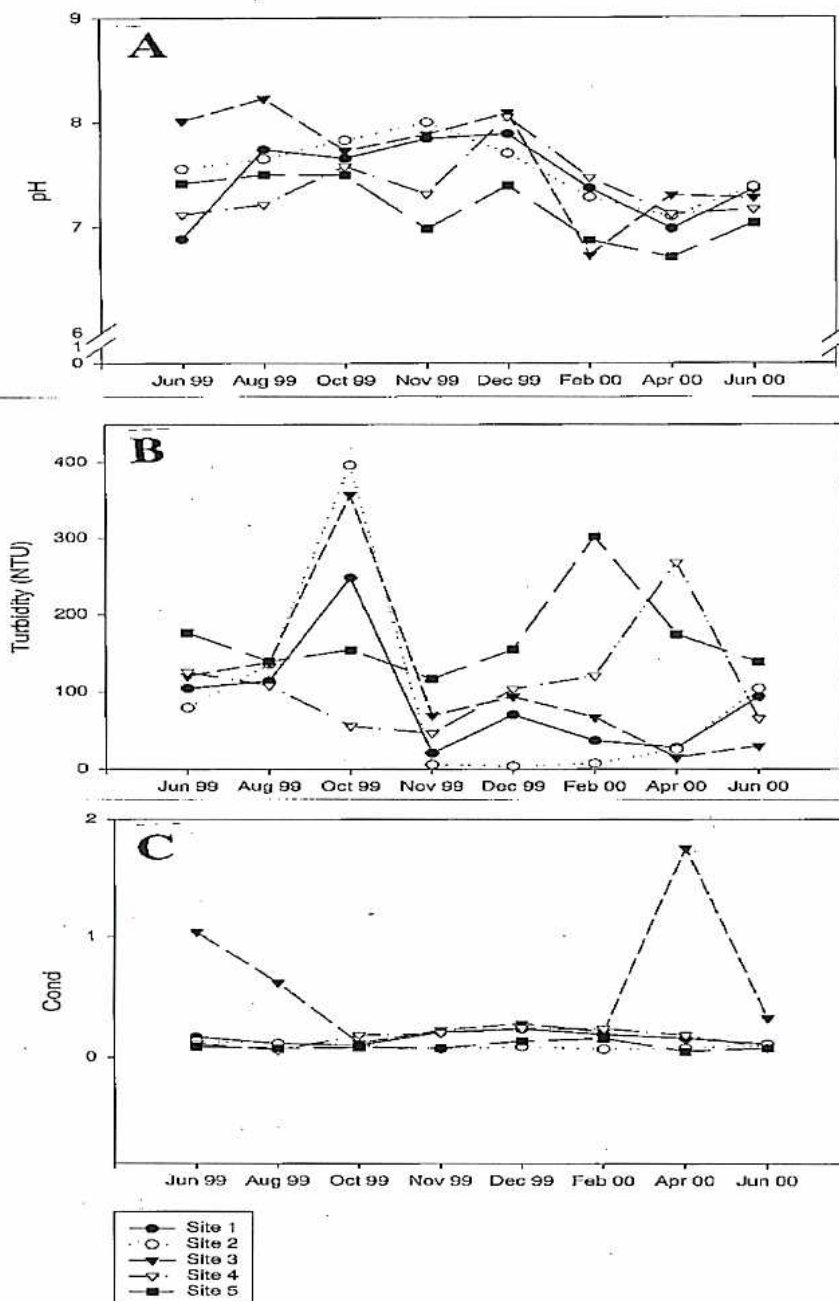 A
9
8
pH
7
6
1
0
Jun 99 Aug 99 Oct 99 Nov 99 Dec 99 Feb 00 Apr 00 Jun 00
B
400
300
Turbidity (NTU)
200
100
0
Jun 99 Aug 99 Oct 99 Nov 99 Dec 99 Feb 00 Apr 00 Jun 00
C
2
1
Cond
0
Jun 99 Aug 99 Oct 99 Nov 99 Dec 99 Feb 00 Apr 00 Jun 00
Site 1
Site 2
Site 3
Site 4
Site 5